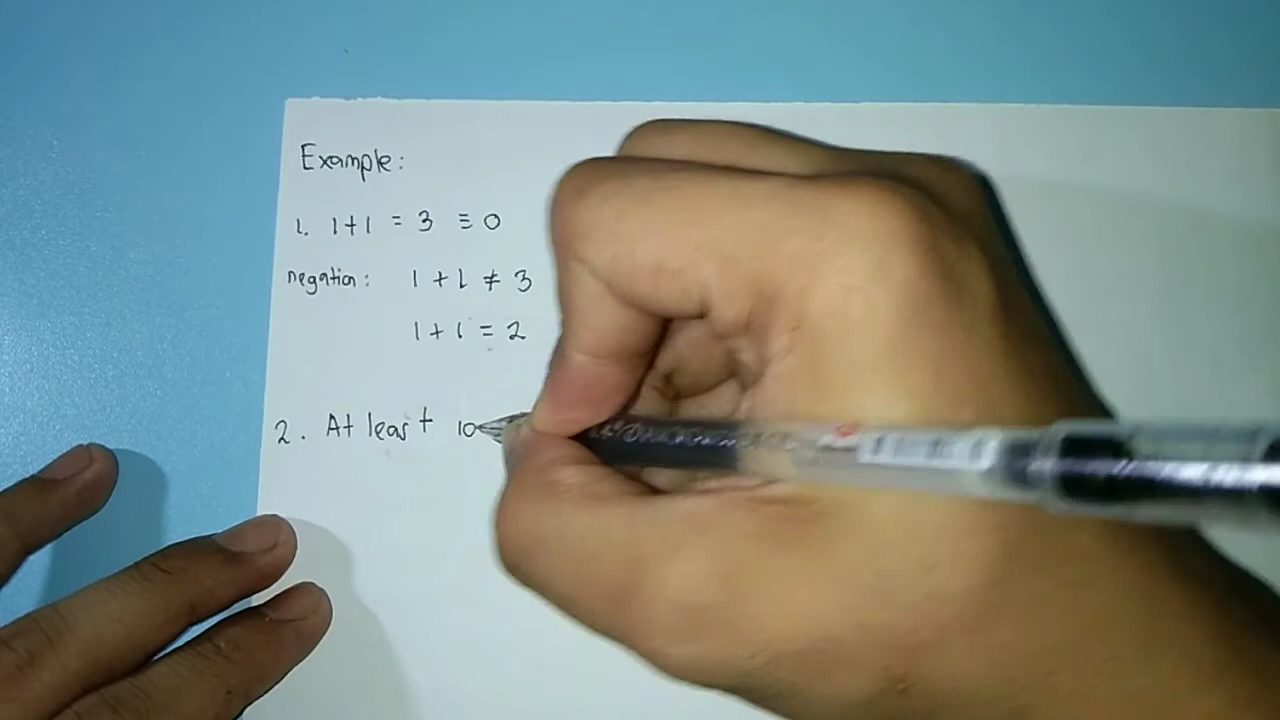 Example:
1. 1+1 = 3 ≡ 0
negation: 1 + 1 ≠ 3
1 + 1 = 2
2. At least 10